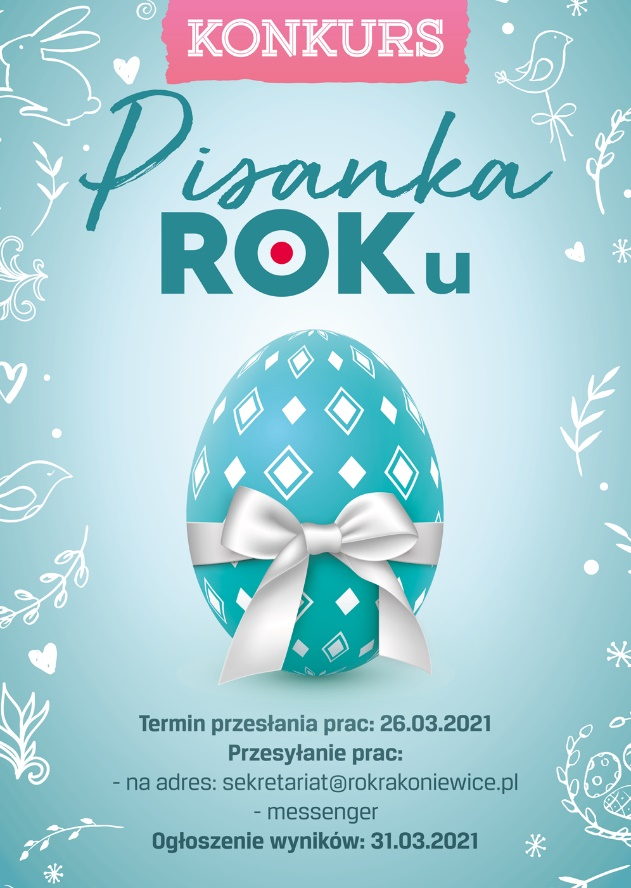 KONKURS
Pisanka
ROKu
Termin przesłania prac: 26.03.2021
Przesyłanie prac:
- na adres: sekretariat@rokrakoniewice.pl
- messenger
Ogłoszenie wyników: 31.03.2021